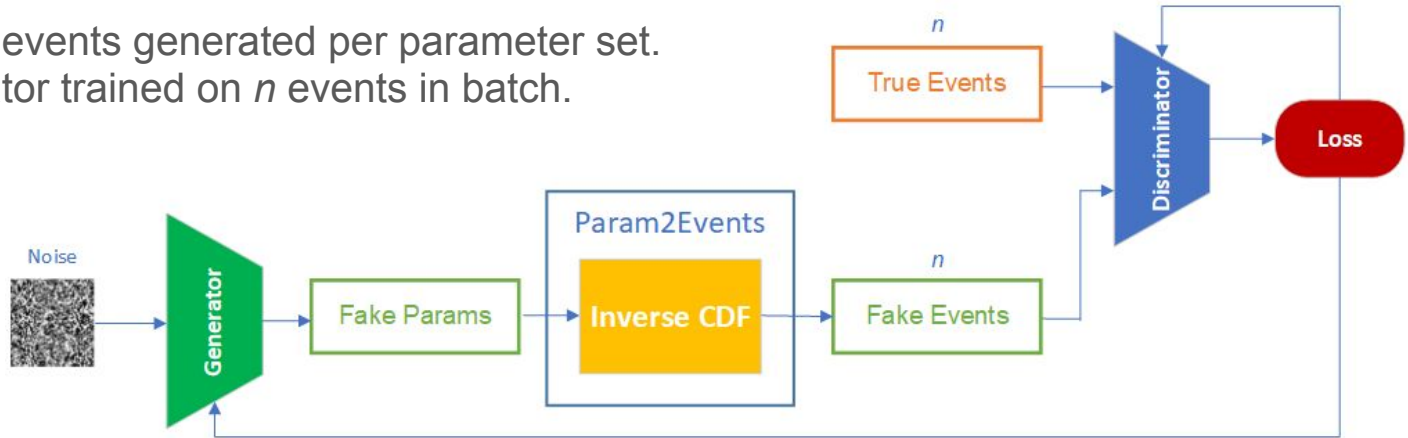 events generated per parameter set.
tor trained on n events in batch.
n
True Events
Discriminator
Loss
Noise
Generator
Fake Params
Param2Events
Inverse CDF
n
Fake Events